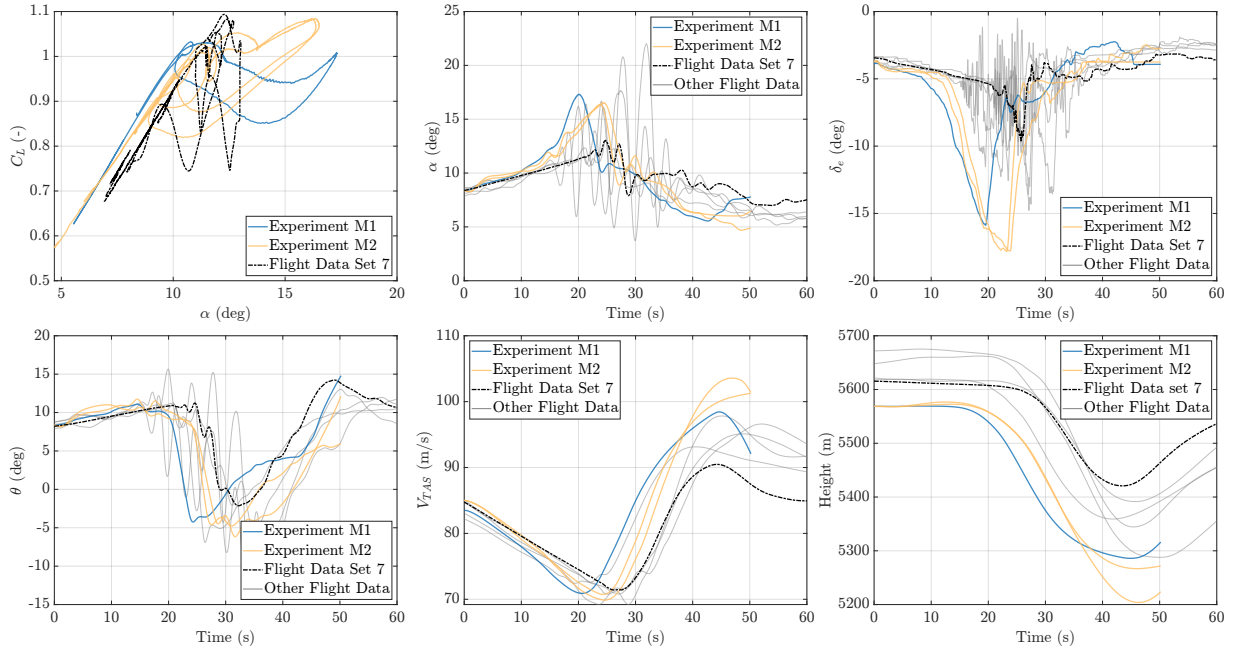 1.1
1
0.9
0.8
0.7
0.6
0.5
C_L (-)
5
10
15
20
α (deg)
Experiment M1
Experiment M2
Flight Data Set 7
25
20
15
10
5
0
α (deg)
0
10
20
30
40
50
60
Time (s)
Experiment M1
Experiment M2
Flight Data Set 7
Other Flight Data
0
-5
-10
-15
-20
δ_e (deg)
0
10
20
30
40
50
60
Time (s)
Experiment M1
Experiment M2
Flight Data Set 7
Other Flight Data
20
15
10
5
0
-5
-10
-15
θ (deg)
0
10
20
30
40
50
60
Time (s)
Experiment M1
Experiment M2
Flight Data Set 7
Other Flight Data
110
100
90
80
70
V_TAS (m/s)
0
10
20
30
40
50
60
Time (s)
Experiment M1
Experiment M2
Flight Data Set 7
Other Flight Data
5700
5600
5500
5400
5300
5200
Height (m)
0
10
20
30
40
50
60
Time (s)
Experiment M1
Experiment M2
Flight Data set 7
Other Flight Data